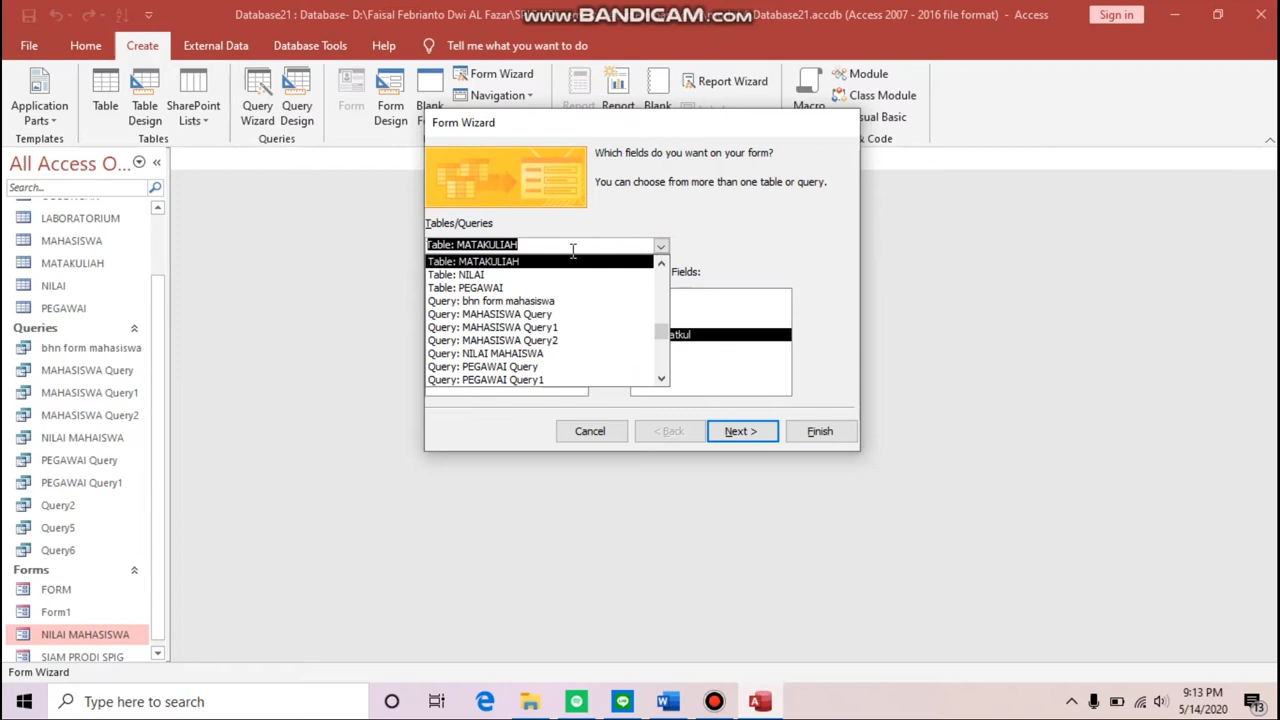 Database21 : Database- D:\Faisal Febrianto Dwi AL Fazar\
Database21.accdb (Access 2007 - 2016 file format) - Access
www.BANDICAM.com
Sign in
File Home Create External Data Database Tools Help Tell me what you want to do
Application Parts
Table
Table Design
SharePoint Lists
Query Wizard
Query Design
Form
Form Design
Blank
Form Wizard
Navigation
Report
Report
Blank
Report Wizard
Macro
Module
Class Module
sual Basic
Templates
Tables
Queries
& Code
All Access O...
Search...
LABORATORIUM
MAHASISWA
MATAKULIAH
NILAI
PEGAWAI
Queries
bhn form mahasiswa
MAHASISWA Query
MAHASISWA Query1
MAHASISWA Query2
NILAI MAHAISWA
PEGAWAI Query
PEGAWAI Query1
Query2
Query5
Query6
Forms
FORM
Form1
NILAI MAHASISWA
SIAM PRODI SPIG
Form Wizard
Which fields do you want on your form?
You can choose from more than one table or query.
Tables/Queries
Table: MATAKULIAH
Table: MATAKULIAH
Table: NILAI
Table: PEGAWAI
Query: bhn form mahasiswa
Query: MAHASISWA Query
Query: MAHASISWA Query1
Query: MAHASISWA Query2
Query: NILAI MAHAISWA
Query: PEGAWAI Query
Query: PEGAWAI Query1
Fields:
atkul
Cancel
< Back
Next >
Finish
Form Wizard
Type here to search
9:13 PM
5/14/2020
13